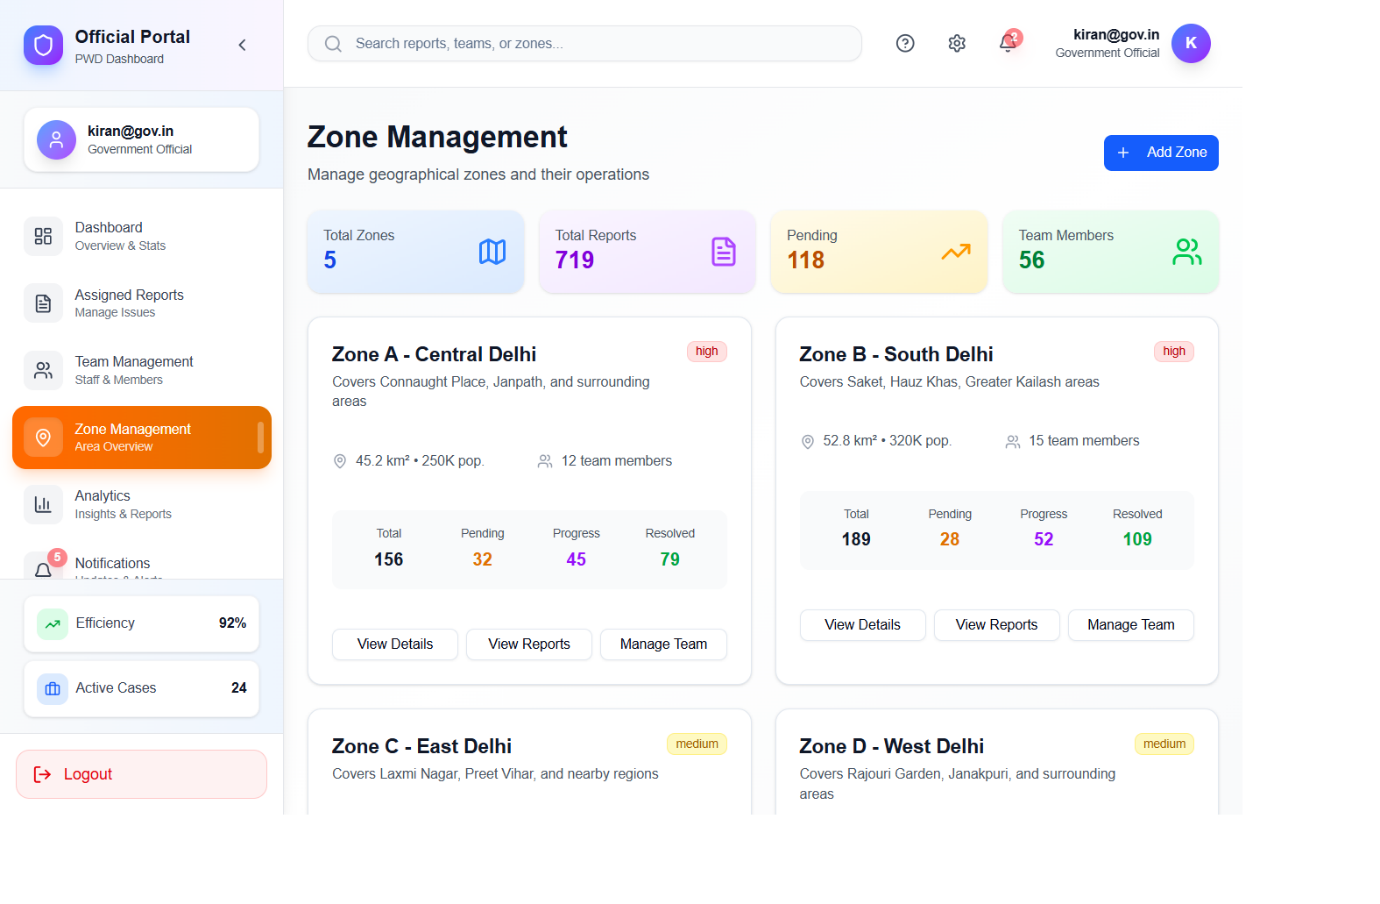 Official Portal
PWD Dashboard
kiran@gov.in
Government Official
Dashboard
Overview & Stats
Assigned Reports
Manage Issues
Team Management
Staff & Members
Zone Management
Area Overview
Analytics
Insights & Reports
5
Notifications
Updates & Alerts
Efficiency 92%
Active Cases 24
Logout
Search reports, teams, or zones...
2
kiran@gov.in
Government Official
K
Zone Management
Manage geographical zones and their operations
Add Zone
Total Zones
5
Total Reports
719
Pending
118
Team Members
56
Zone A - Central Delhi
high
Covers Connaught Place, Janpath, and surrounding
areas
45.2 km² • 250K pop.
12 team members
Total Pending Progress Resolved
156 32 45 79
View Details View Reports Manage Team
Zone B - South Delhi
high
Covers Saket, Hauz Khas, Greater Kailash areas
52.8 km² • 320K pop.
15 team members
Total Pending Progress Resolved
189 28 52 109
View Details View Reports Manage Team
Zone C - East Delhi
medium
Covers Laxmi Nagar, Preet Vihar, and nearby regions
Zone D - West Delhi
medium
Covers Rajouri Garden, Janakpuri, and surrounding
areas